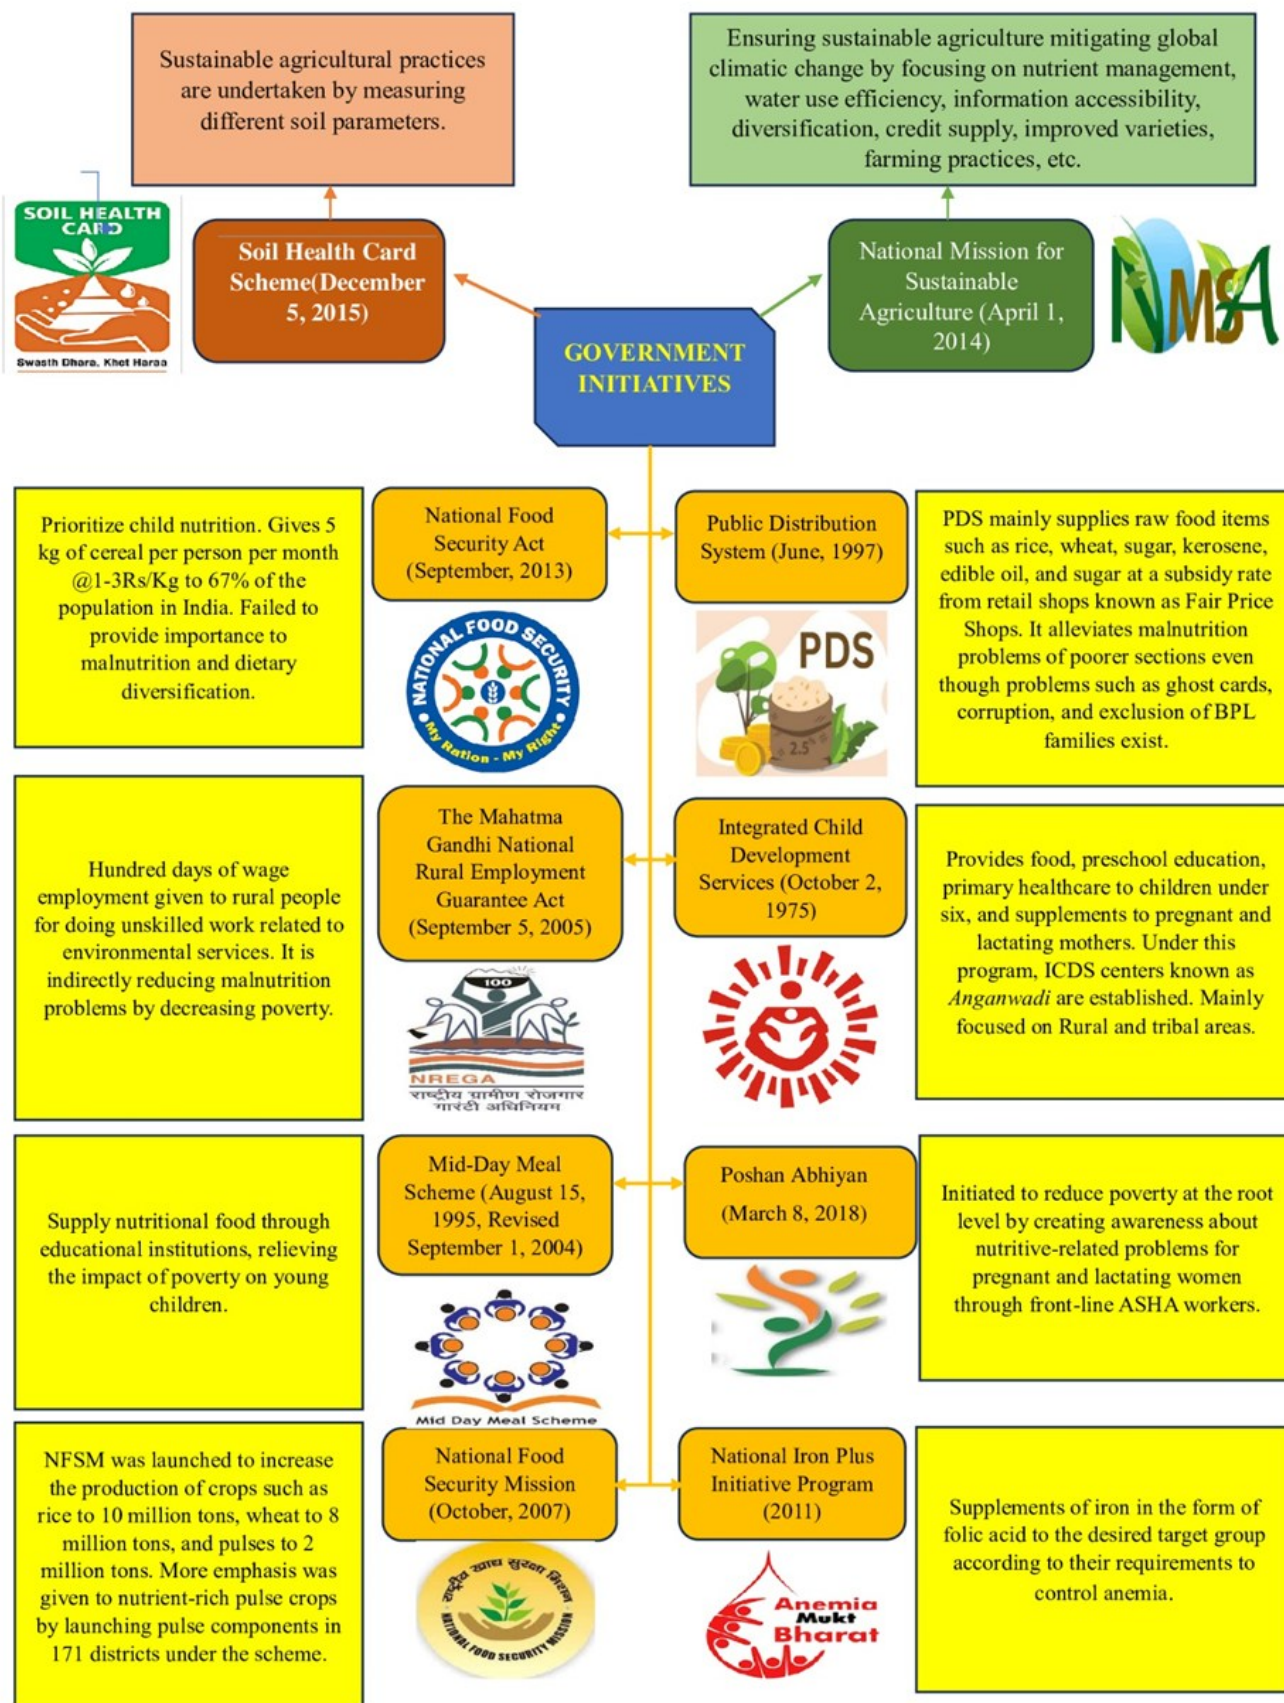 Sustainable agricultural practices
are undertaken by measuring
different soil parameters.
Ensuring sustainable agriculture mitigating global
climatic change by focusing on nutrient management,
water use efficiency, information accessibility,
diversification, credit supply, improved varieties,
farming practices, etc.
SOIL HEALTH
CARD
Swasth Dhara, Khet Haraa
Soil Health Card
Scheme(December
5, 2015)
National Mission for
Sustainable
Agriculture (April 1,
2014)
NMSA
GOVERNMENT
INITIATIVES
Prioritize child nutrition. Gives 5
kg of cereal per person per month
@1-3Rs/Kg to 67% of the
population in India. Failed to
provide importance to
malnutrition and dietary
diversification.
National Food
Security Act
(September, 2013)
NATIONAL FOOD SECURITY
My Ration - My Right
Public Distribution
System (June, 1997)
PDS
2.5
PDS mainly supplies raw food items
such as rice, wheat, sugar, kerosene,
edible oil, and sugar at a subsidy rate
from retail shops known as Fair Price
Shops. It alleviates malnutrition
problems of poorer sections even
though problems such as ghost cards,
corruption, and exclusion of BPL
families exist.
Hundred days of wage
employment given to rural people
for doing unskilled work related to
environmental services. It is
indirectly reducing malnutrition
problems by decreasing poverty.
The Mahatma
Gandhi National
Rural Employment
Guarantee Act
(September 5, 2005)
100
NREGA
राष्ट्रीय ग्रामीण रोजगार
गारंटी अधिनियम
Integrated Child
Development
Services (October 2,
1975)
Provides food, preschool education,
primary healthcare to children under
six, and supplements to pregnant and
lactating mothers. Under this
program, ICDS centers known as
Anganwadi are established. Mainly
focused on Rural and tribal areas.
Supply nutritional food through
educational institutions, relieving
the impact of poverty on young
children.
Mid-Day Meal
Scheme (August 15,
1995, Revised
September 1, 2004)
Mid Day Meal Scheme
Poshan Abhiyan
(March 8, 2018)
Initiated to reduce poverty at the root
level by creating awareness about
nutritive-related problems for
pregnant and lactating women
through front-line ASHA workers.
NFSM was launched to increase
the production of crops such as
rice to 10 million tons, wheat to 8
million tons, and pulses to 2
million tons. More emphasis was
given to nutrient-rich pulse crops
by launching pulse components in
171 districts under the scheme.
National Food
Security Mission
(October, 2007)
राष्ट्रीय खाद्य सुरक्षा मिशन
NATIONAL FOOD SECURITY MISSION
National Iron Plus
Initiative Program
(2011)
Anemia
Mukt
Bharat
Supplements of iron in the form of
folic acid to the desired target group
according to their requirements to
control anemia.